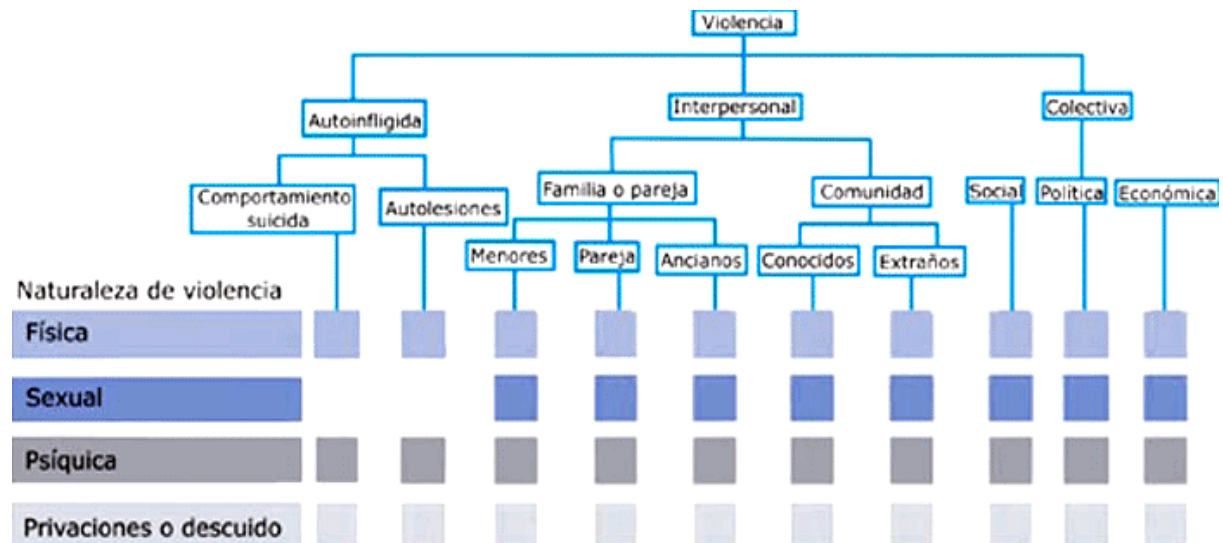 Violencia
Autoinfligida
Interpersonal
Colectiva
Comportamiento
suicida
Autolesiones
Familia o pareja
Comunidad
Social
Política
Económica
Menores
Pareja
Ancianos
Conocidos
Extraños
Naturaleza de violencia
Física
Sexual
Psíquica
Privaciones o descuido